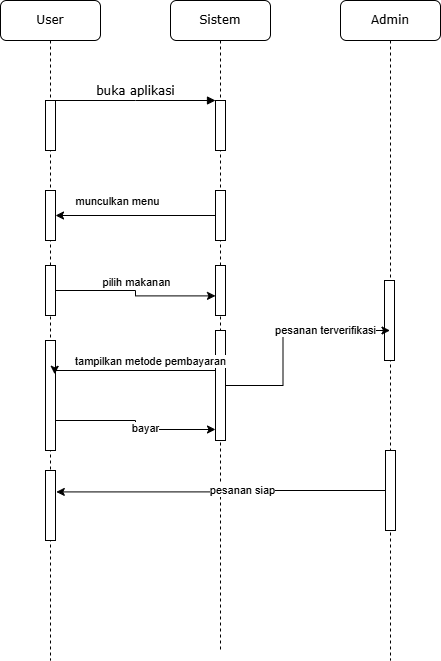 User
Sistem
Admin
buka aplikasi
munculkan menu
pilih makanan
pesanan terverifikasi
tampilkan metode pembayaran
bayar
pesanan siap